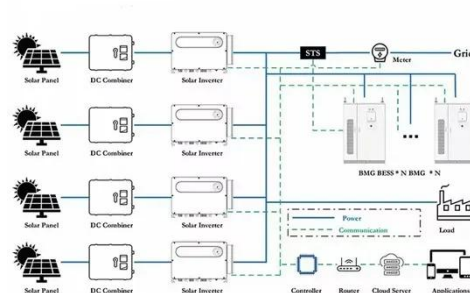 STS
Meter
Grid
Solar Panel DC Combiner Solar Inverter
Solar Panel DC Combiner Solar Inverter
BMG BESS * N BMG * N
Solar Panel DC Combiner Solar Inverter
Power
Communication
Load
Solar Panel DC Combiner Solar Inverter
Controller Router Cloud Server Applications